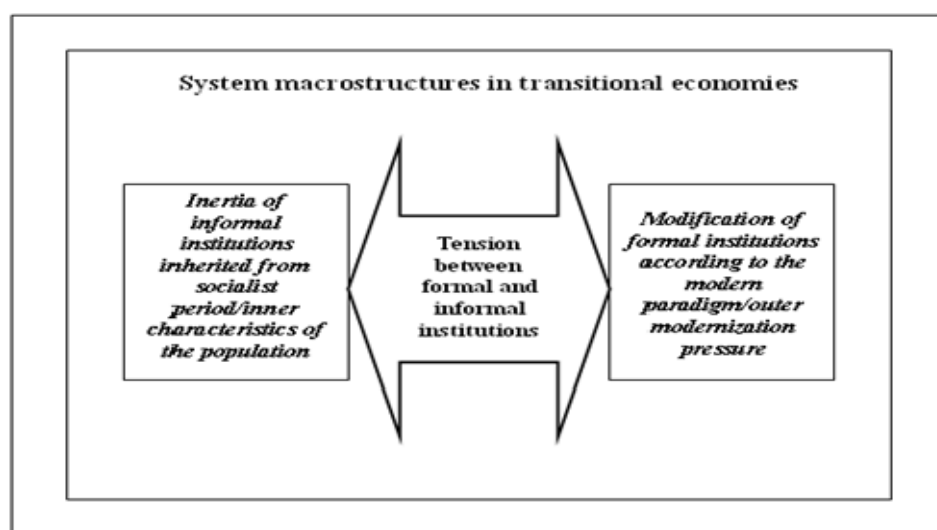 System macrostructures in transitional economies
Inertia of
informal
institutions
inherited from
socialist
period/inner
characteristics of
the population
Tension
between
formal and
informal
institutions
Modification of
formal institutions
according to the
modern
paradigm/outer
modernization
pressure